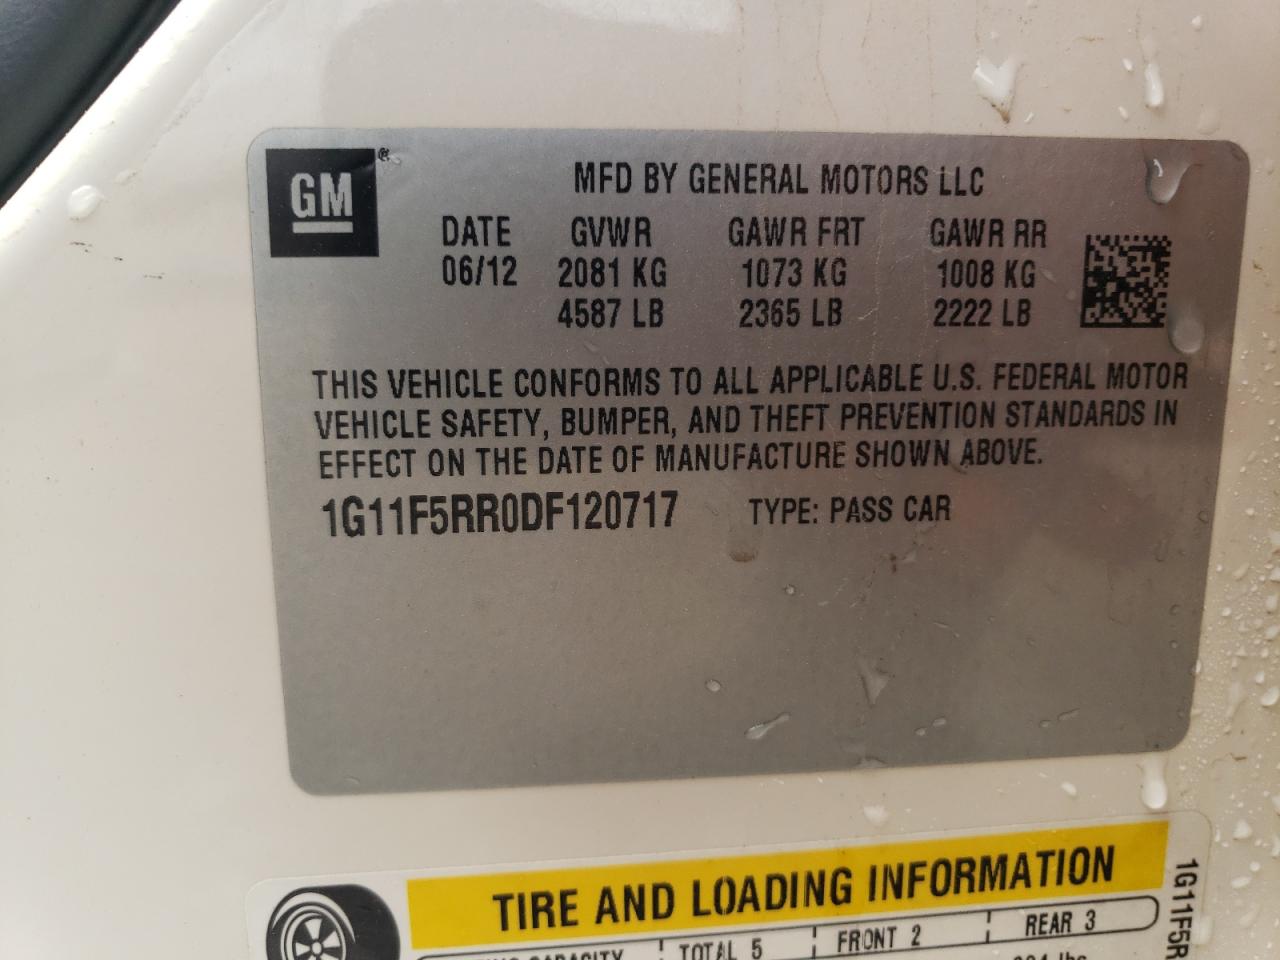 GM®
MFD BY GENERAL MOTORS LLC
DATE GVWR GAWR FRT GAWR RR
06/12 2081 KG 1073 KG 1008 KG
4587 LB 2365 LB 2222 LB
THIS VEHICLE CONFORMS TO ALL APPLICABLE U.S. FEDERAL MOTOR
VEHICLE SAFETY, BUMPER, AND THEFT PREVENTION STANDARDS IN
EFFECT ON THE DATE OF MANUFACTURE SHOWN ABOVE.
1G11F5RR0DF120717 TYPE: PASS CAR
TIRE AND LOADING INFORMATION
CAPACITY TOTAL 5 FRONT 2 REAR 3
lbs
1G11F5R